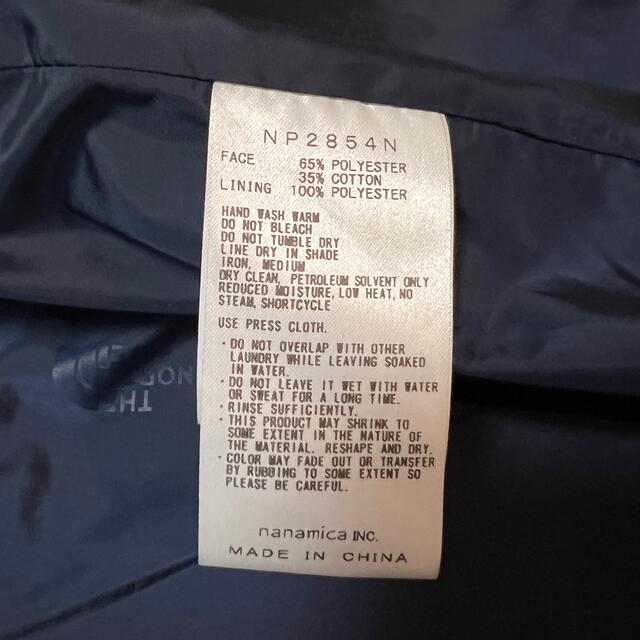 NP2854N
FACE 65% POLYESTER
35% COTTON
LINING 100% POLYESTER
HAND WASH WARM
DO NOT BLEACH
DO NOT TUMBLE DRY
LINE DRY IN SHADE
IRON, MEDIUM
DRY CLEAN, PETROLEUM SOLVENT ONLY
REDUCED MOISTURE, LOW HEAT, NO
STEAM, SHORTCYCLE
USE PRESS CLOTH.
・DO NOT OVERLAP WITH OTHER
LAUNDRY WHILE LEAVING SOAKED
IN WATER.
・DO NOT LEAVE IT WET WITH WATER
OR SWEAT FOR A LONG TIME.
・RINSE SUFFICIENTLY.
・THIS PRODUCT MAY SHRINK TO
SOME EXTENT IN THE NATURE OF
THE MATERIAL. RESHAPE AND DRY.
・COLOR MAY FADE OUT OR TRANSFER
BY RUBBING TO SOME EXTENT SO
PLEASE BE CAREFUL.
nanamica INC.
MADE IN CHINA
THE